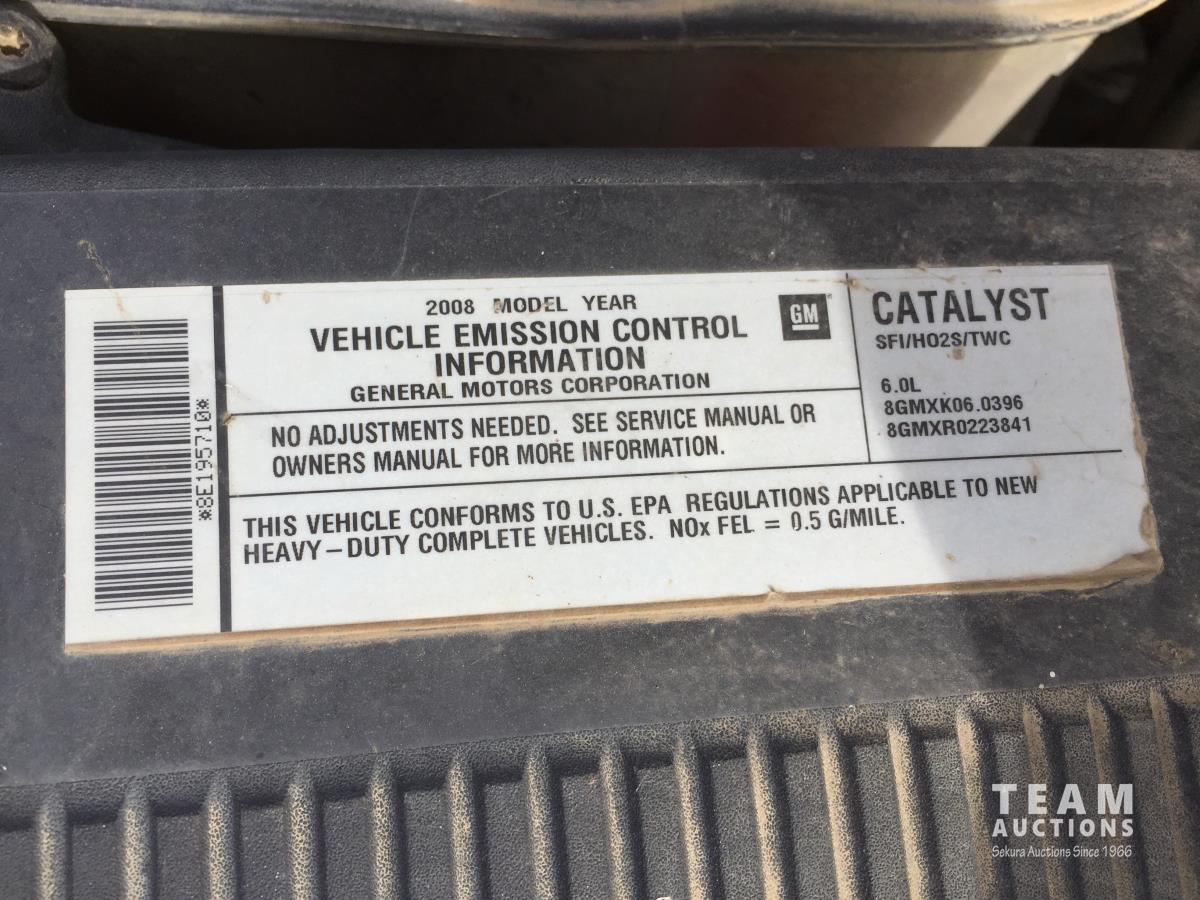 *8E195710*
2008 MODEL YEAR
VEHICLE EMISSION CONTROL
INFORMATION
GENERAL MOTORS CORPORATION
GM
NO ADJUSTMENTS NEEDED. SEE SERVICE MANUAL OR
OWNERS MANUAL FOR MORE INFORMATION.
CATALYST
SFI/HO2S/TWC
6.0L
8GMXK06.0396
8GMXR0223841
THIS VEHICLE CONFORMS TO U.S. EPA REGULATIONS APPLICABLE TO NEW
HEAVY-DUTY COMPLETE VEHICLES. NOx FEL = 0.5 G/MILE.
TEAM
AUCTIONS
Sekura Auctions Since 1966